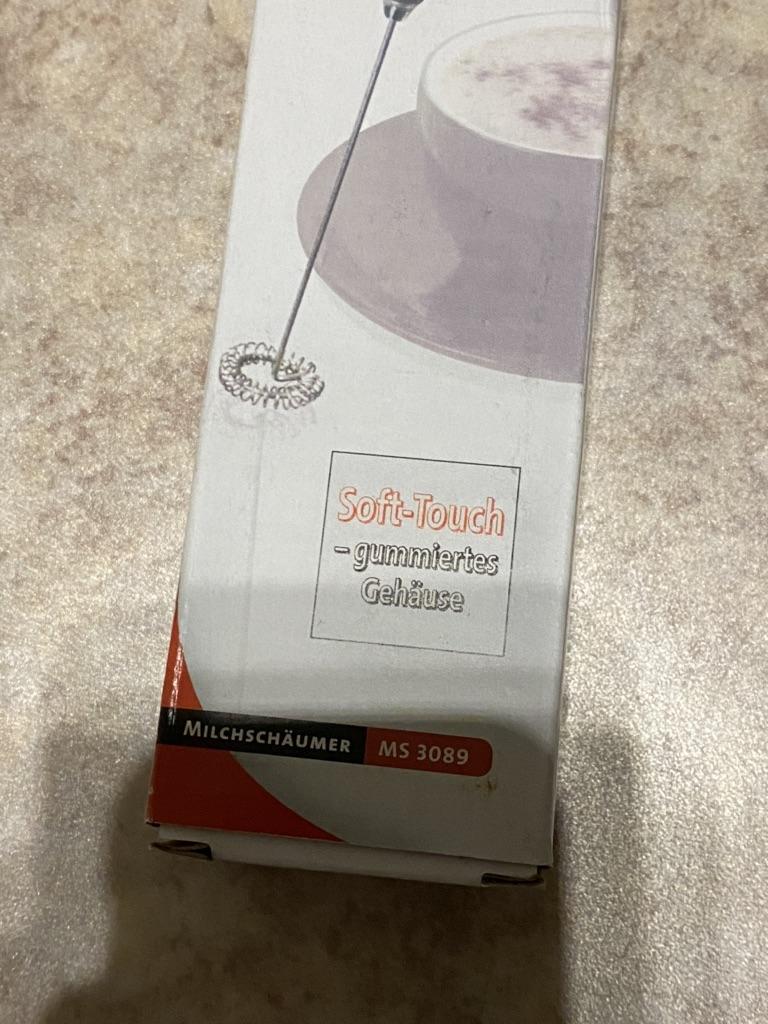 Soft-Touch
– gummiertes
Gehäuse
MILCHSCHÄUMER MS 3089